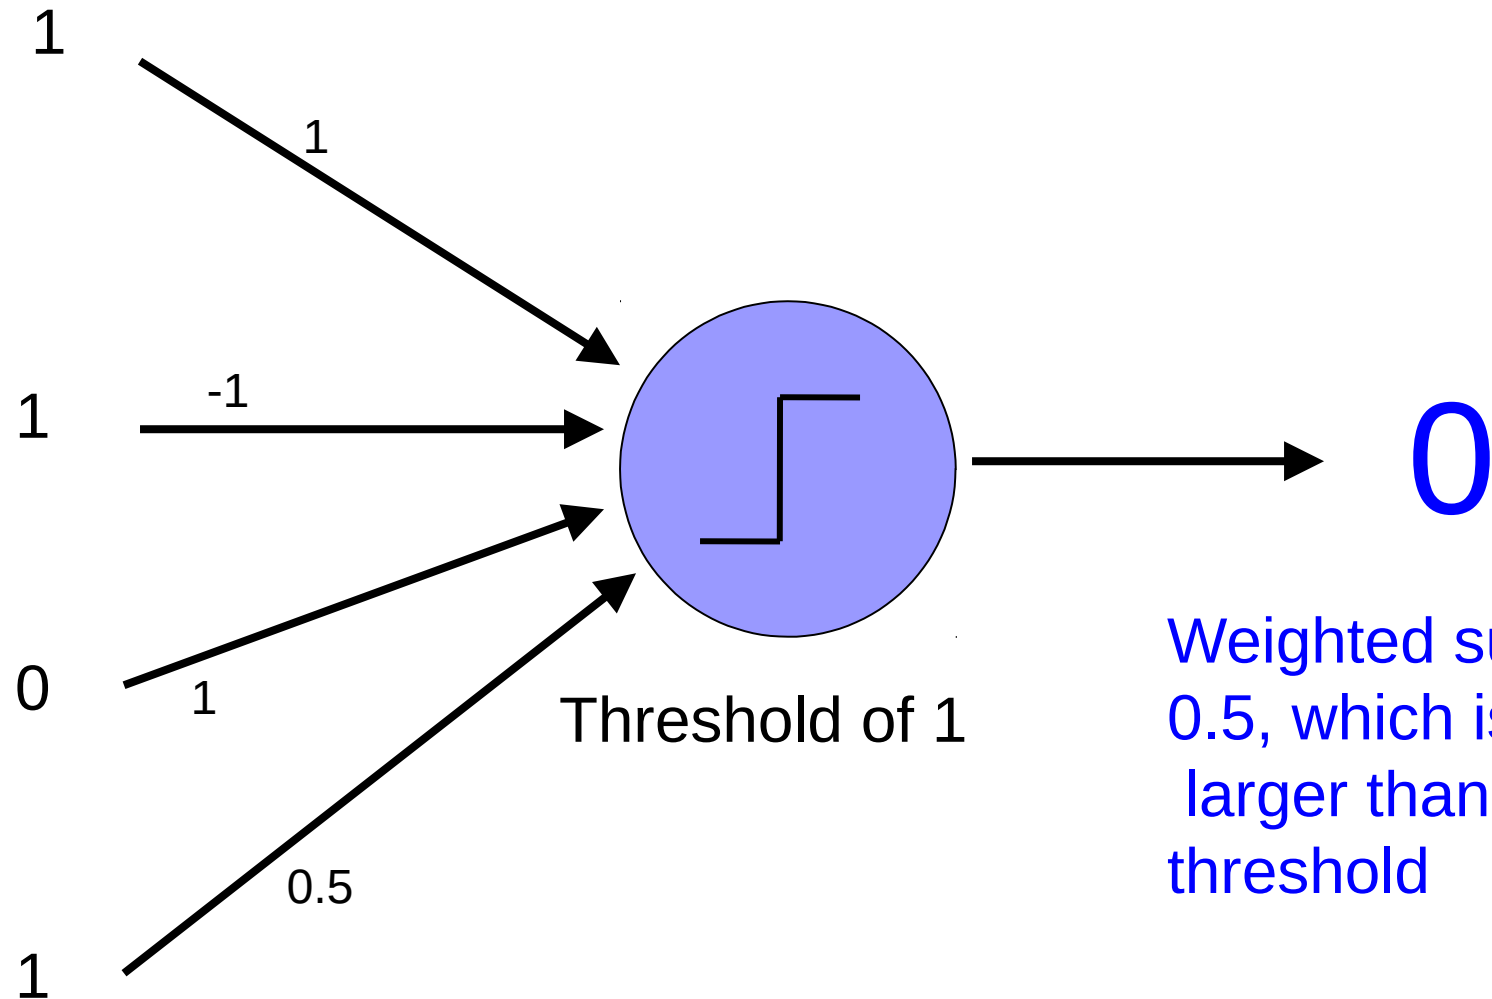 1
1
1
-1
0
1
Threshold of 1
1
0.5
0
Weighted
0.5, which
larger than
threshold